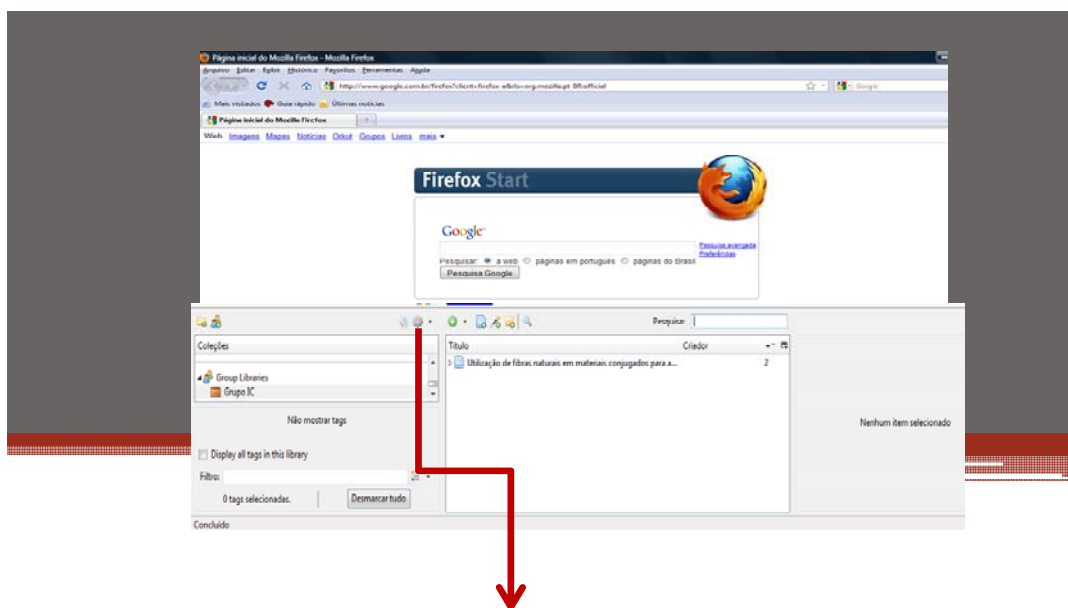 Página inicial do Mozilla Firefox - Mozilla Firefox
Arquivo Editar Exibir Histórico Favoritos Ferramentas Ajuda
Google
Mais visitados Guia rápido Últimas notícias
Página inicial do Mozilla Firefox
Web Imagens Mapas Notícias Orkut Grupos Livros mais
Firefox Start
Google
Pesquisa avançada
Preferências
Pesquisar: a web páginas em português páginas do Brasil
Pesquisa Google
Pesquisar
Coleções
Título Criador
Utilização de fibras naturais em materiais conjugados para a... 2
Group Libraries
Grupo IC
Não mostrar tags
Nenhum item selecionado
Display all tags in this library
Filtro:
0 tags selecionadas. Desmarcar tudo
Concluído